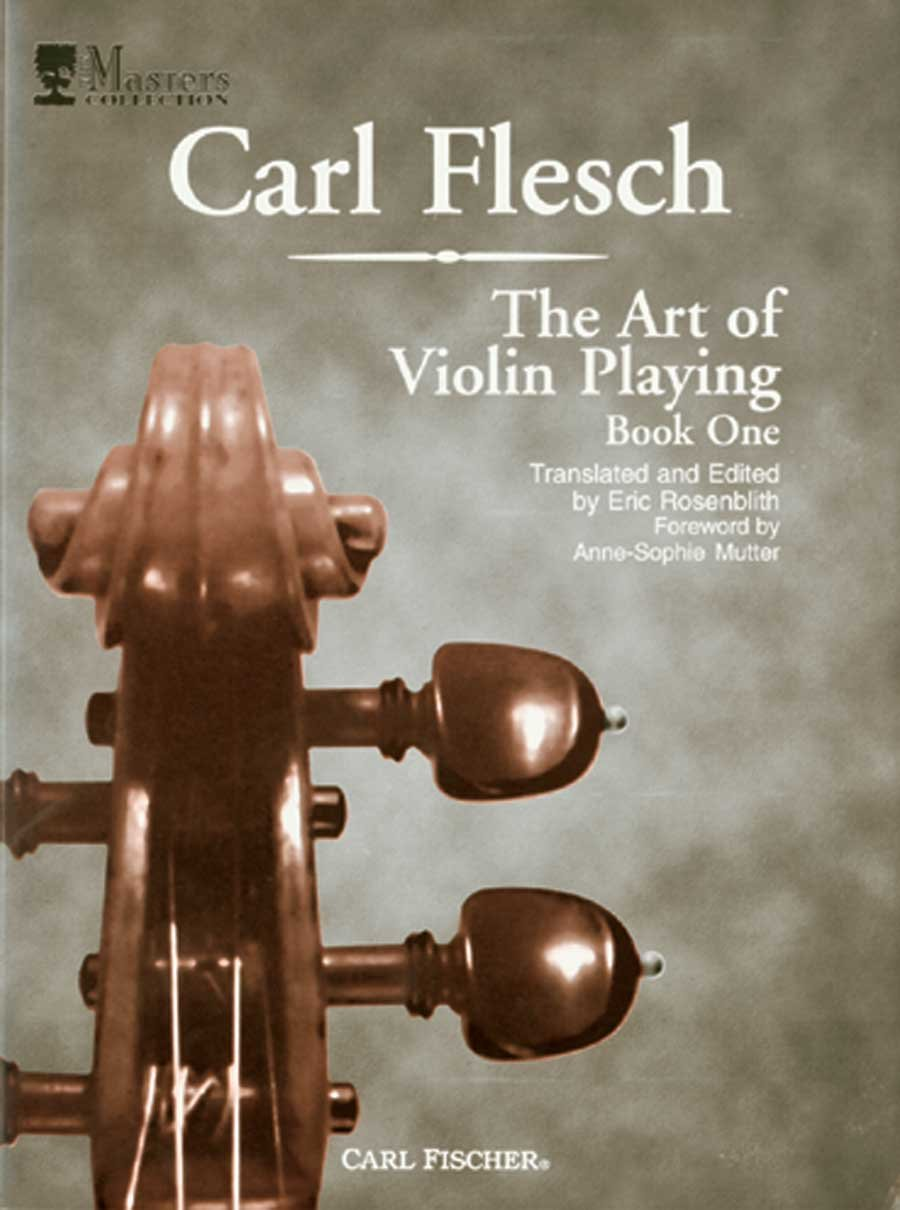 The Masters
COLLECTION
Carl Flesch
The Art of
Violin Playing
Book One
Translated and Edited
by Eric Rosenblith
Foreword by
Anne-Sophie Mutter
CARL FISCHER®